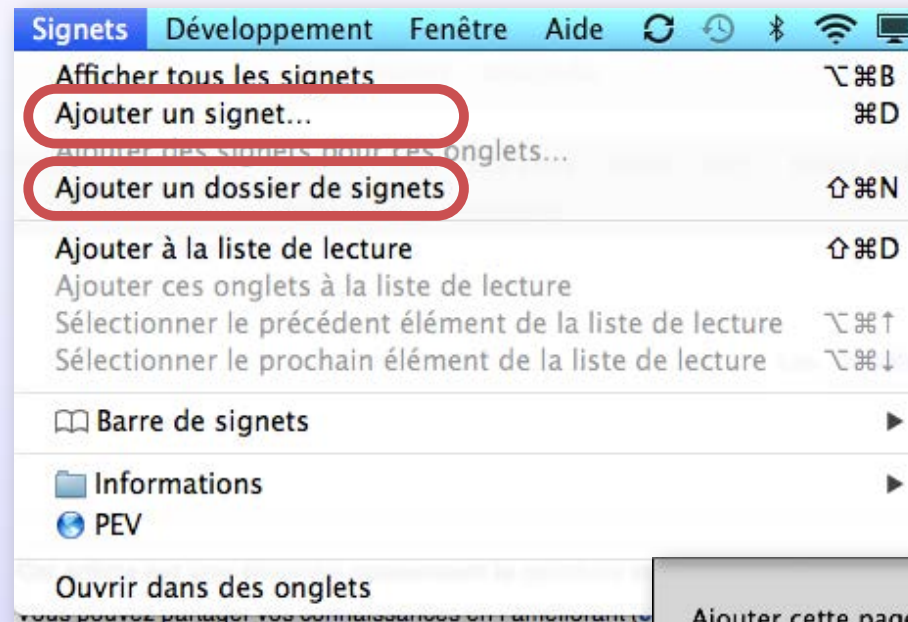 Signets Développement Fenêtre Aide
Afficher tous les signets ⌥⌘B
Ajouter un signet... ⌘D
Ajouter des signets pour ces onglets...
Ajouter un dossier de signets ⇧⌘N
Ajouter à la liste de lecture ⇧⌘D
Ajouter ces onglets à la liste de lecture
Sélectionner le précédent élément de la liste de lecture ⌥⌘↑
Sélectionner le prochain élément de la liste de lecture ⌥⌘↓
Barre de signets ▶
Informations ▶
PEV
Ouvrir dans des onglets
Vous pouvez partager vos connaissances en l'améliorant
Ajouter cette page